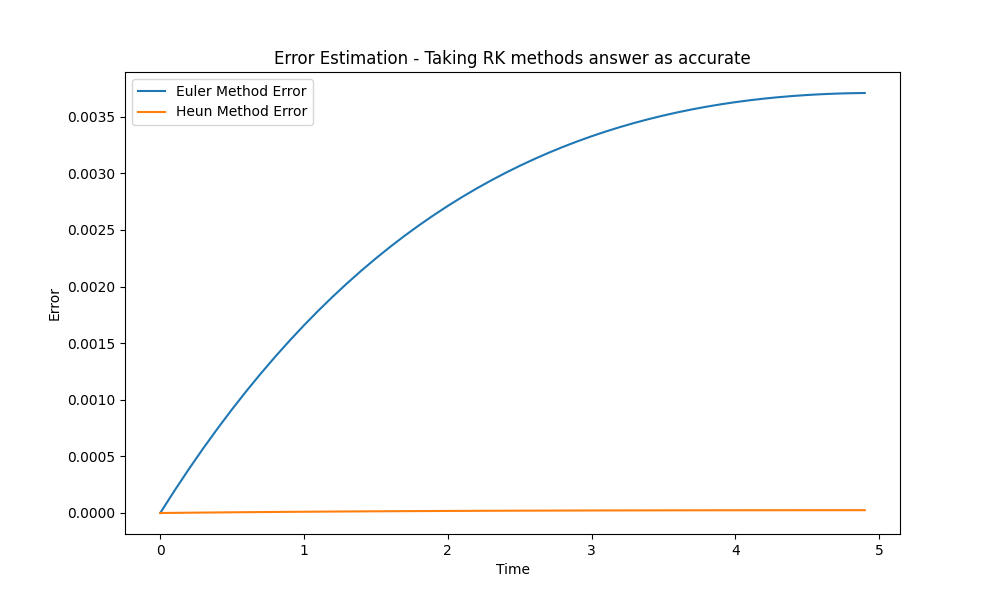 Error Estimation - Taking RK methods answer as accurate
Euler Method Error
Heun Method Error
0.0035
0.0030
0.0025
0.0020
0.0015
0.0010
0.0005
0.0000
Error
0 1 2 3 4 5
Time